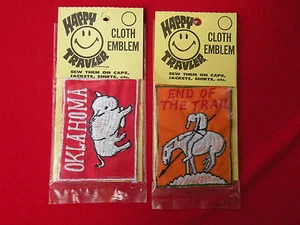 HAPPY
TRAVLER
CLOTH
EMBLEM
SEW THEM ON CAPS,
JACKETS, SHIRTS, etc.
OKLAHOMA
HAPPY
TRAVLER
CLOTH
EMBLEM
SEW THEM ON CAPS,
JACKETS, SHIRTS, etc.
END OF
THE TRAIL